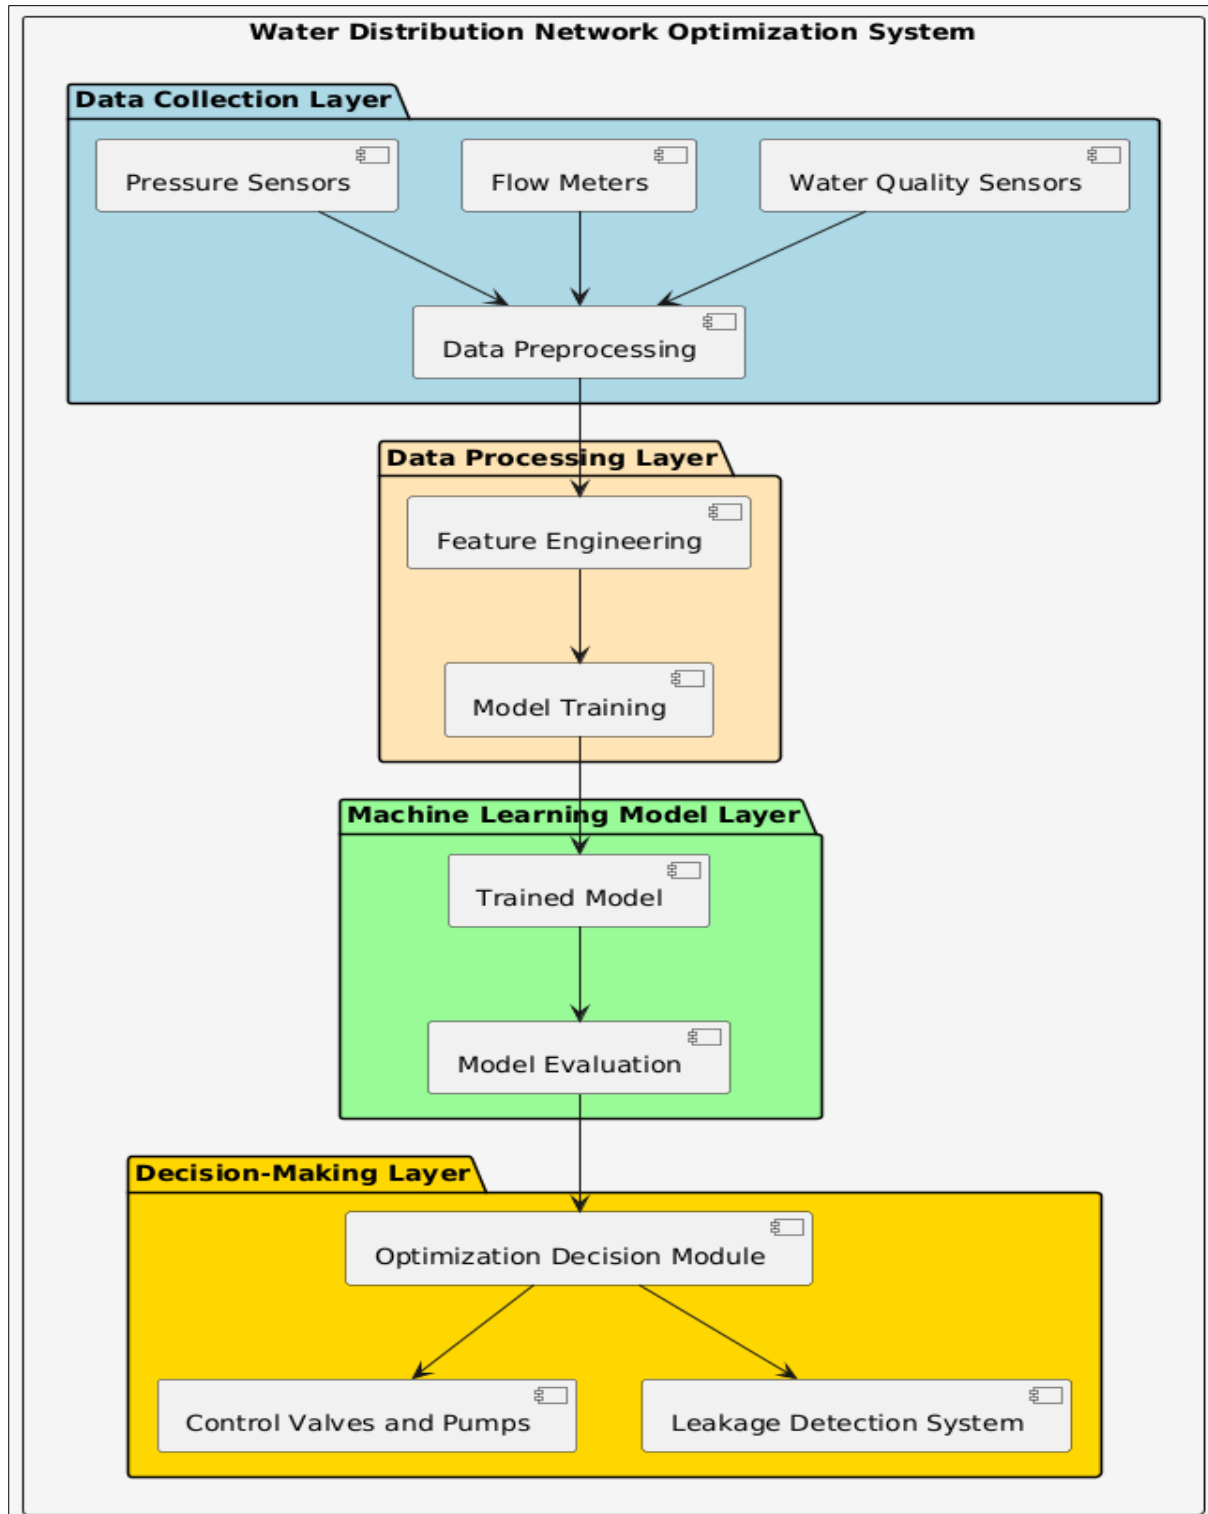 Water Distribution Network Optimization System
Data Collection Layer
Pressure Sensors
Flow Meters
Water Quality Sensors
Data Preprocessing
Data Processing Layer
Feature Engineering
Model Training
Machine Learning Model Layer
Trained Model
Model Evaluation
Decision-Making Layer
Optimization Decision Module
Control Valves and Pumps
Leakage Detection System